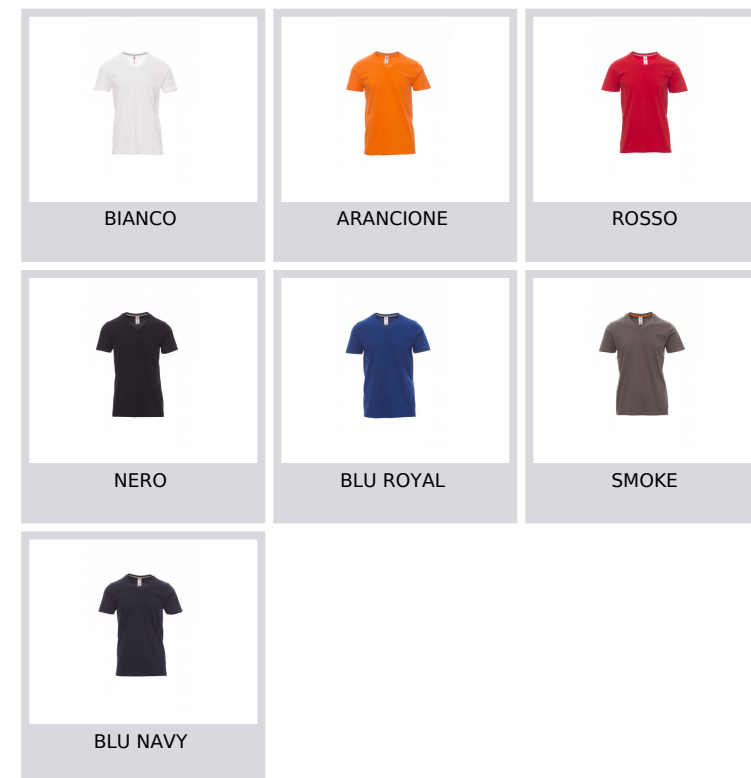 BIANCO
ARANCIONE
ROSSO
NERO
BLU ROYAL
SMOKE
BLU NAVY